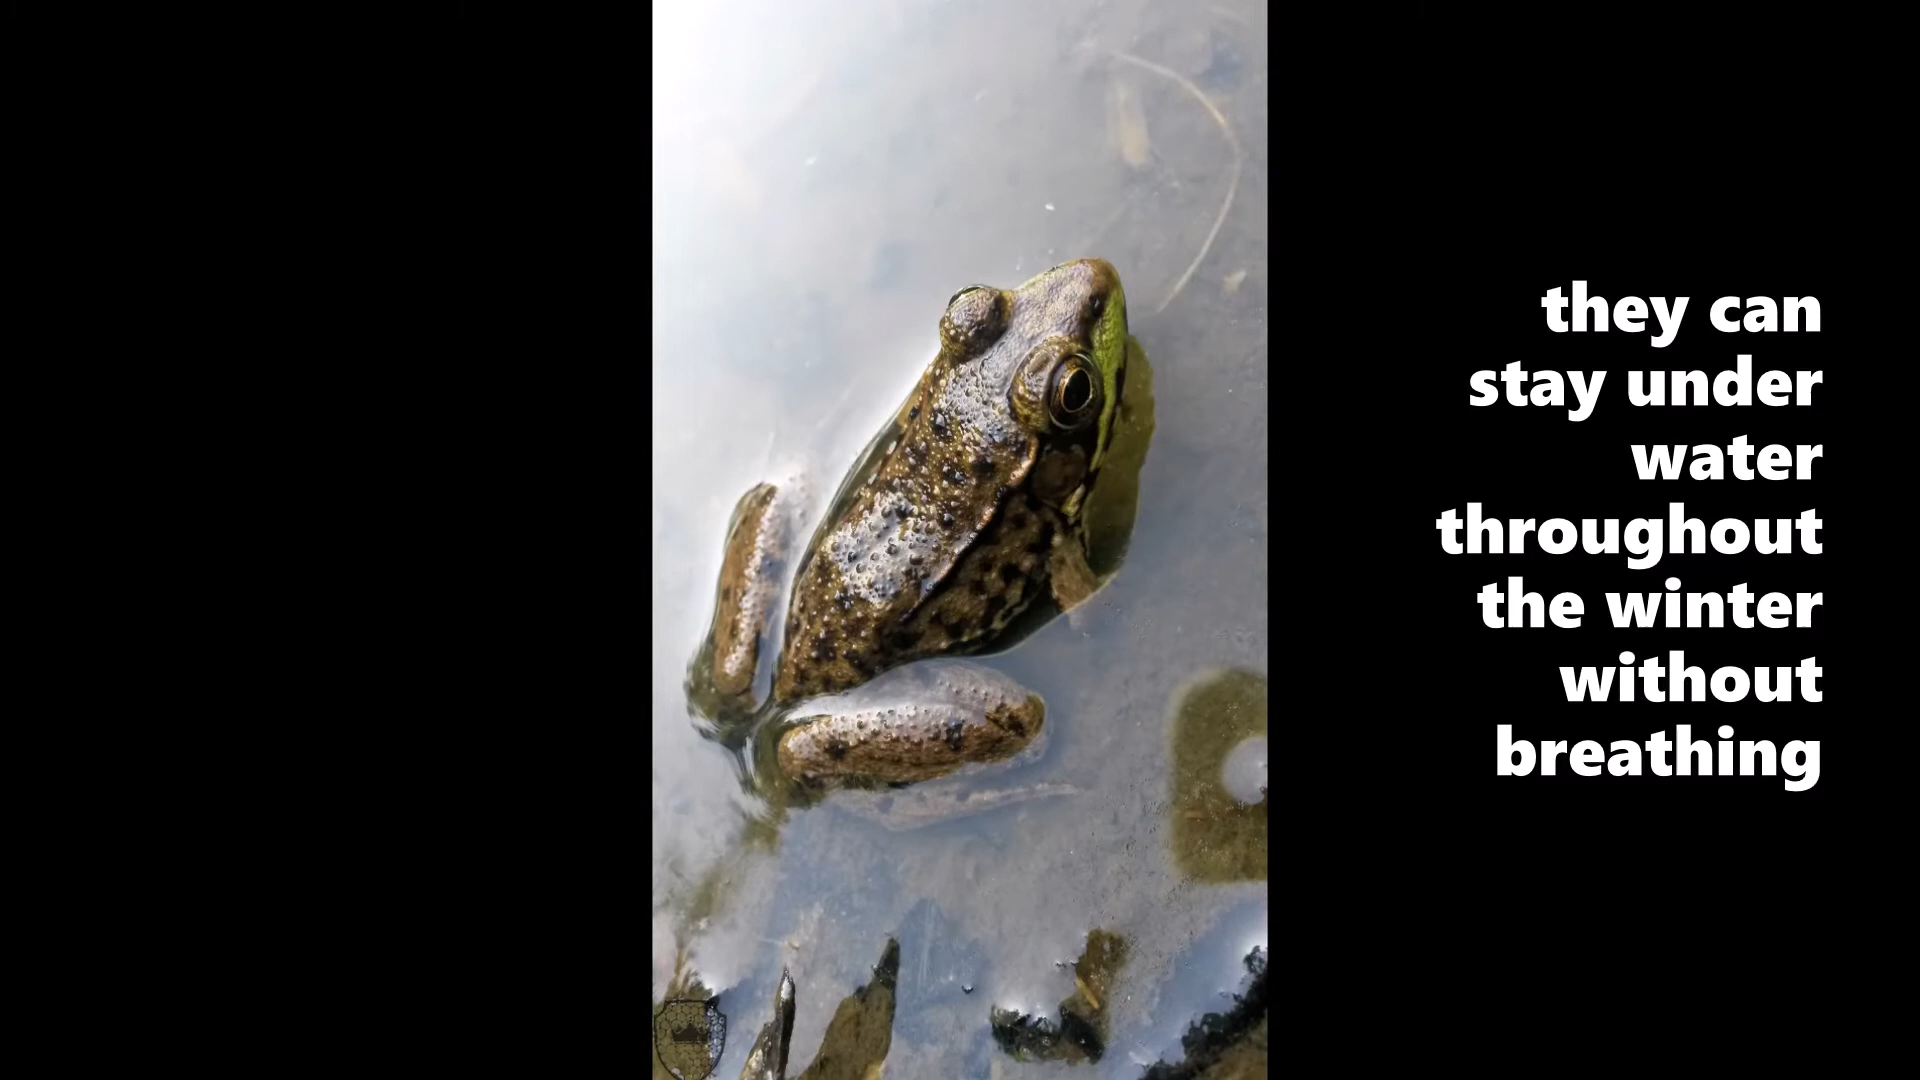 they can
stay under
water
throughout
the winter
without
breathing